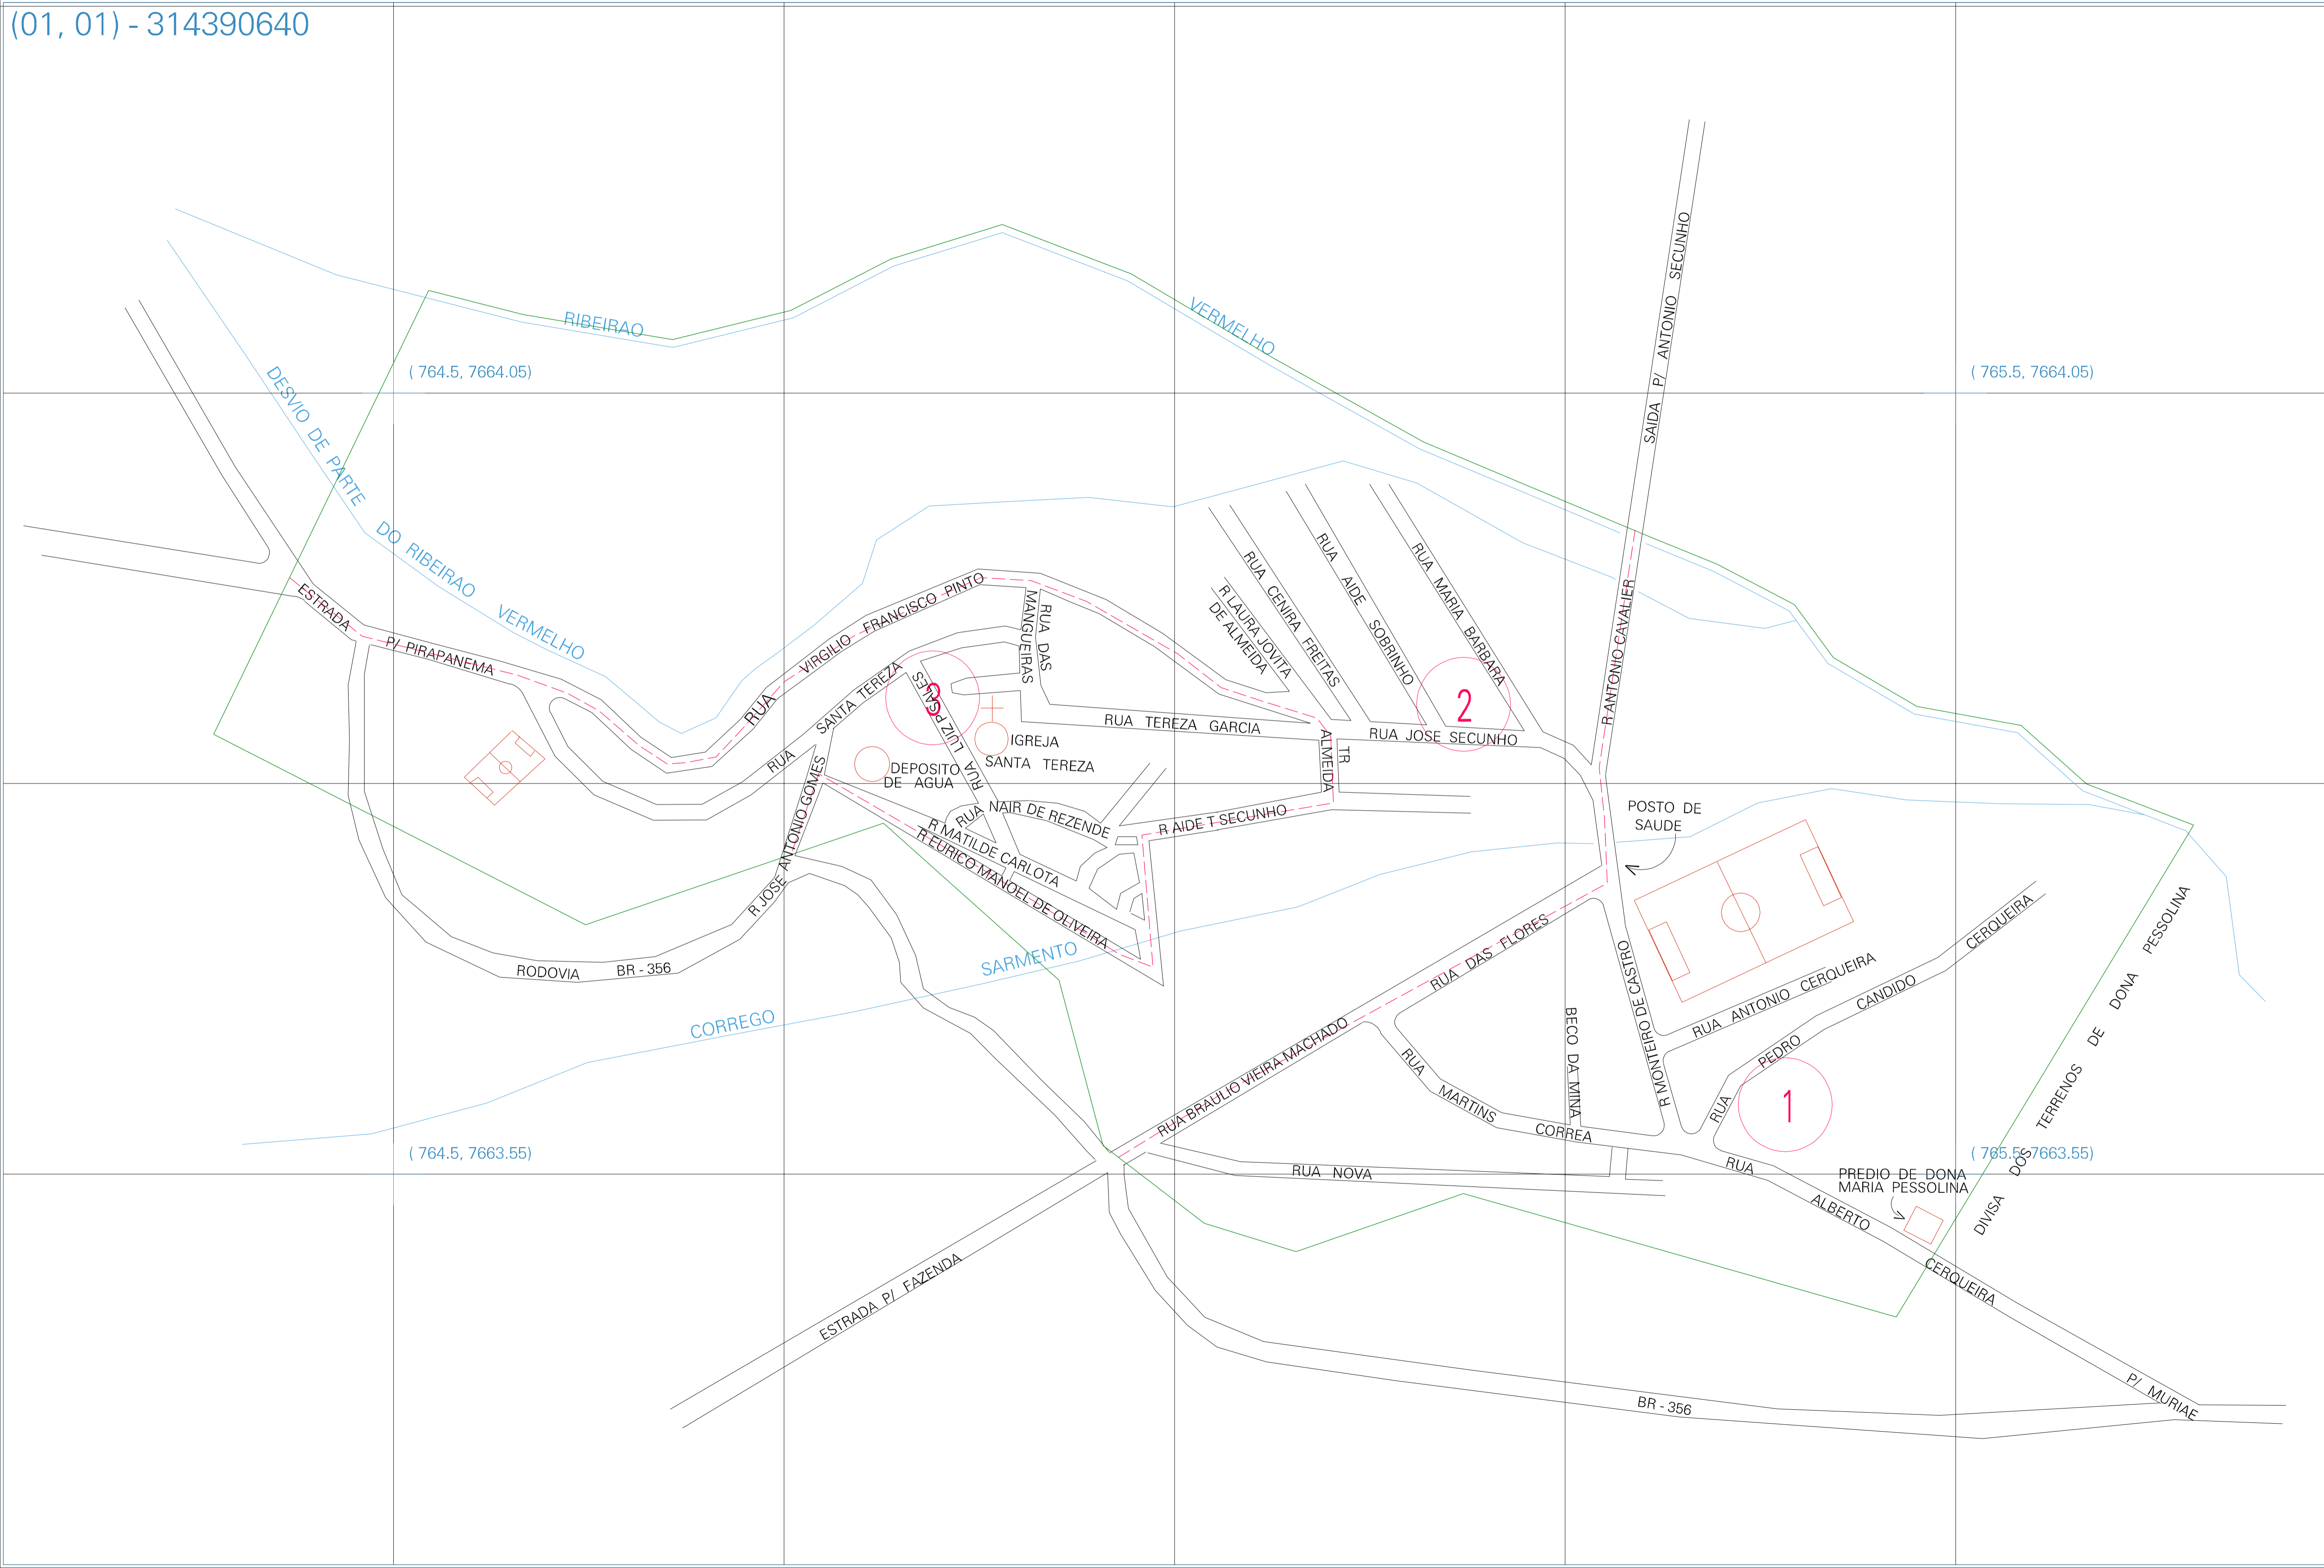 (01, 01) - 314390640
SAIDA P/ ANTONIO SECUNHO
RIBEIRAO
VERMELHO
( 764.5, 7664.05)
( 765.5, 7664.05)
DESVIO DE PARTE
DO RIBEIRAO
VERMELHO
ESTRADA
P/ PIRAPANEMA
RUA
VIRGILIO
FRANCISCO PINTO
RUA DAS
MANGUEIRAS
R LAURA JOVITA
DE ALMEIDA
RUA CENIRA FREITAS
RUA AIDE SOBRINHO
RUA MARIA BARBARA
R ANTONIO CAVALIER
RUA
SANTA TEREZA
RUA LUIZ P SALES
3
2
RUA TEREZA GARCIA
RUA JOSE SECUNHO
TR
ALMEIDA
IGREJA
SANTA TEREZA
DEPOSITO
DE AGUA
RUA
NAIR DE REZENDE
R AIDE T SECUNHO
R MATILDE CARLOTA
R EURICO MANOEL DE OLIVEIRA
R JOSE ANTONIO GOMES
POSTO DE
SAUDE
RODOVIA
BR - 356
SARMENTO
CORREGO
RUA DAS FLORES
RUA BRAULIO VIEIRA MACHADO
R MONTEIRO DE CASTRO
BECO DA MINA
RUA ANTONIO CERQUEIRA
RUA
PEDRO
CANDIDO
CERQUEIRA
RUA
MARTINS
CORREA
1
RUA NOVA
( 764.5, 7663.55)
( 765.5, 7663.55)
RUA
ALBERTO
CERQUEIRA
PREDIO DE DONA
MARIA PESSOLINA
DIVISA DOS TERRENOS DE DONA PESSOLINA
ESTRADA P/ FAZENDA
BR - 356
P/ MURIAE